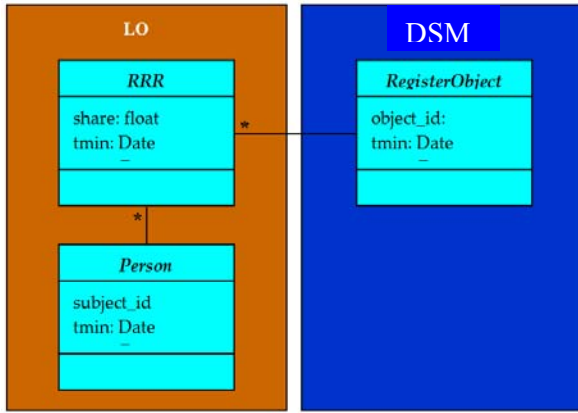 LO
DSM
RRR
share: float
tmin: Date
–
*
RegisterObject
object_id:
tmin: Date
–
*
Person
subject_id
tmin: Date
–